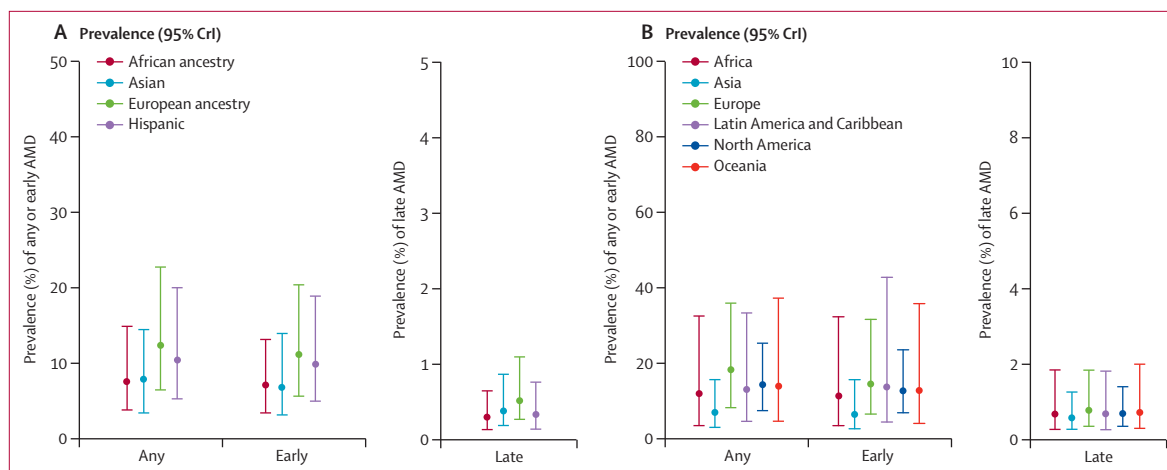 A Prevalence (95% CrI)
African ancestry
Asian
European ancestry
Hispanic
Prevalence (%) of any or early AMD
50
40
30
20
10
0
Any
Early
Prevalence (%) of late AMD
5
4
3
2
1
0
Late
B Prevalence (95% CrI)
Africa
Asia
Europe
Latin America and Caribbean
North America
Oceania
Prevalence (%) of any or early AMD
100
80
60
40
20
0
Any
Early
Prevalence (%) of late AMD
10
8
6
4
2
0
Late